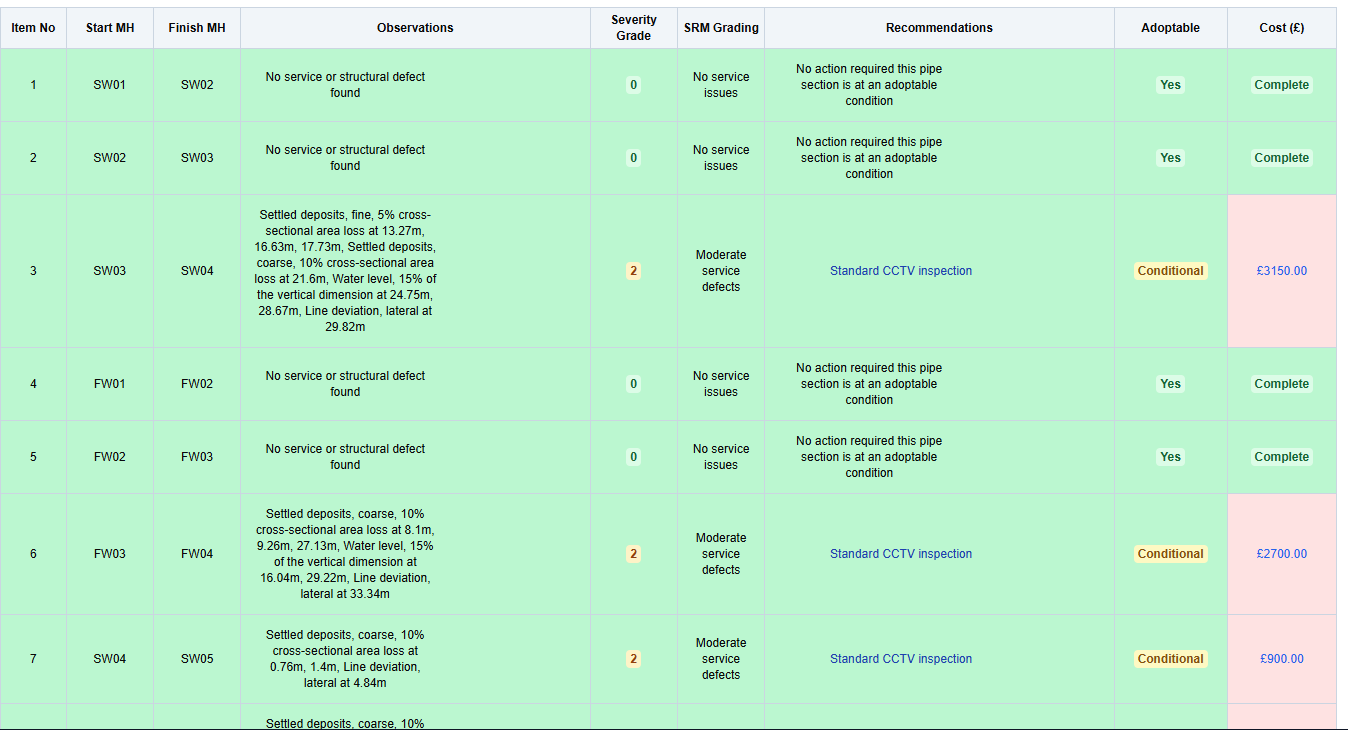 Item No Start MH Finish MH Observations Severity Grade SRM Grading Recommendations Adoptable Cost (£)
1 SW01 SW02
No service or structural defect
found
0
No service
issues
No action required this pipe
section is at an adoptable
condition
Yes Complete
2 SW02 SW03
No service or structural defect
found
0
No service
issues
No action required this pipe
section is at an adoptable
condition
Yes Complete
3 SW03 SW04
Settled deposits, fine, 5% cross-
sectional area loss at 13.27m,
16.63m, 17.73m, Settled deposits,
coarse, 10% cross-sectional area
loss at 21.6m, Water level, 15% of
the vertical dimension at 24.75m,
28.67m, Line deviation, lateral at
29.82m
2
Moderate
service
defects
Standard CCTV inspection
Conditional £3150.00
4 FW01 FW02
No service or structural defect
found
0
No service
issues
No action required this pipe
section is at an adoptable
condition
Yes Complete
5 FW02 FW03
No service or structural defect
found
0
No service
issues
No action required this pipe
section is at an adoptable
condition
Yes Complete
6 FW03 FW04
Settled deposits, coarse, 10%
cross-sectional area loss at 8.1m,
9.26m, 27.13m, Water level, 15%
of the vertical dimension at
16.04m, 29.22m, Line deviation,
lateral at 33.34m
2
Moderate
service
defects
Standard CCTV inspection
Conditional £2700.00
7 SW04 SW05
Settled deposits, coarse, 10%
cross-sectional area loss at
0.76m, 1.4m, Line deviation,
lateral at 4.84m
2
Moderate
service
defects
Standard CCTV inspection
Conditional £900.00
Settled deposits, coarse, 10%